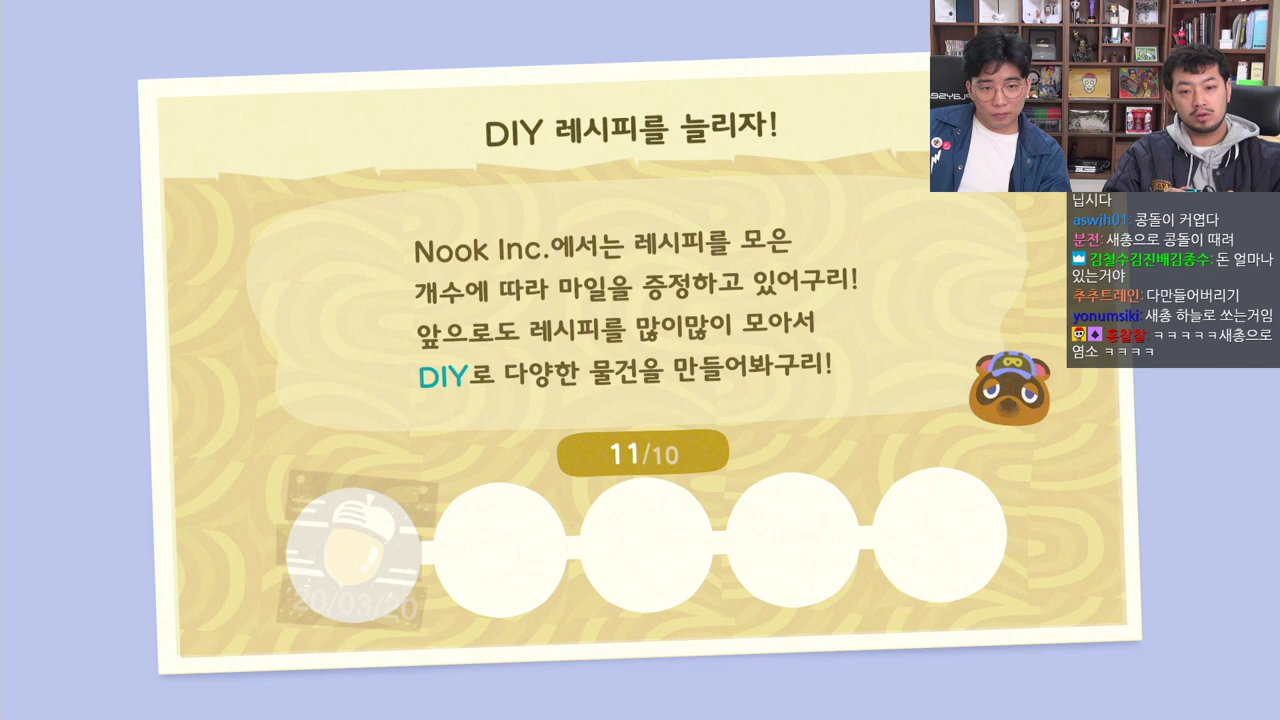 DIY 레시피를 늘리자!
Nook Inc.에서는 레시피를 모은
개수에 따라 마일을 증정하고 있어구리!
앞으로도 레시피를 많이많이 모아서
DIY로 다양한 물건을 만들어봐구리!
11/10
20/03/20
닙시다
aswjh01: 콩돌이 커엽다
분전: 새총으로 콩돌이 때려
김철수김진배김종수: 돈 얼마나
있는거야
추추트레인: 다만들어버리기
yonumsiki: 새총 하늘로 쏘는거임
홍찰찰: ㅋㅋㅋㅋㅋ새총으로
염소 ㅋㅋㅋㅋ